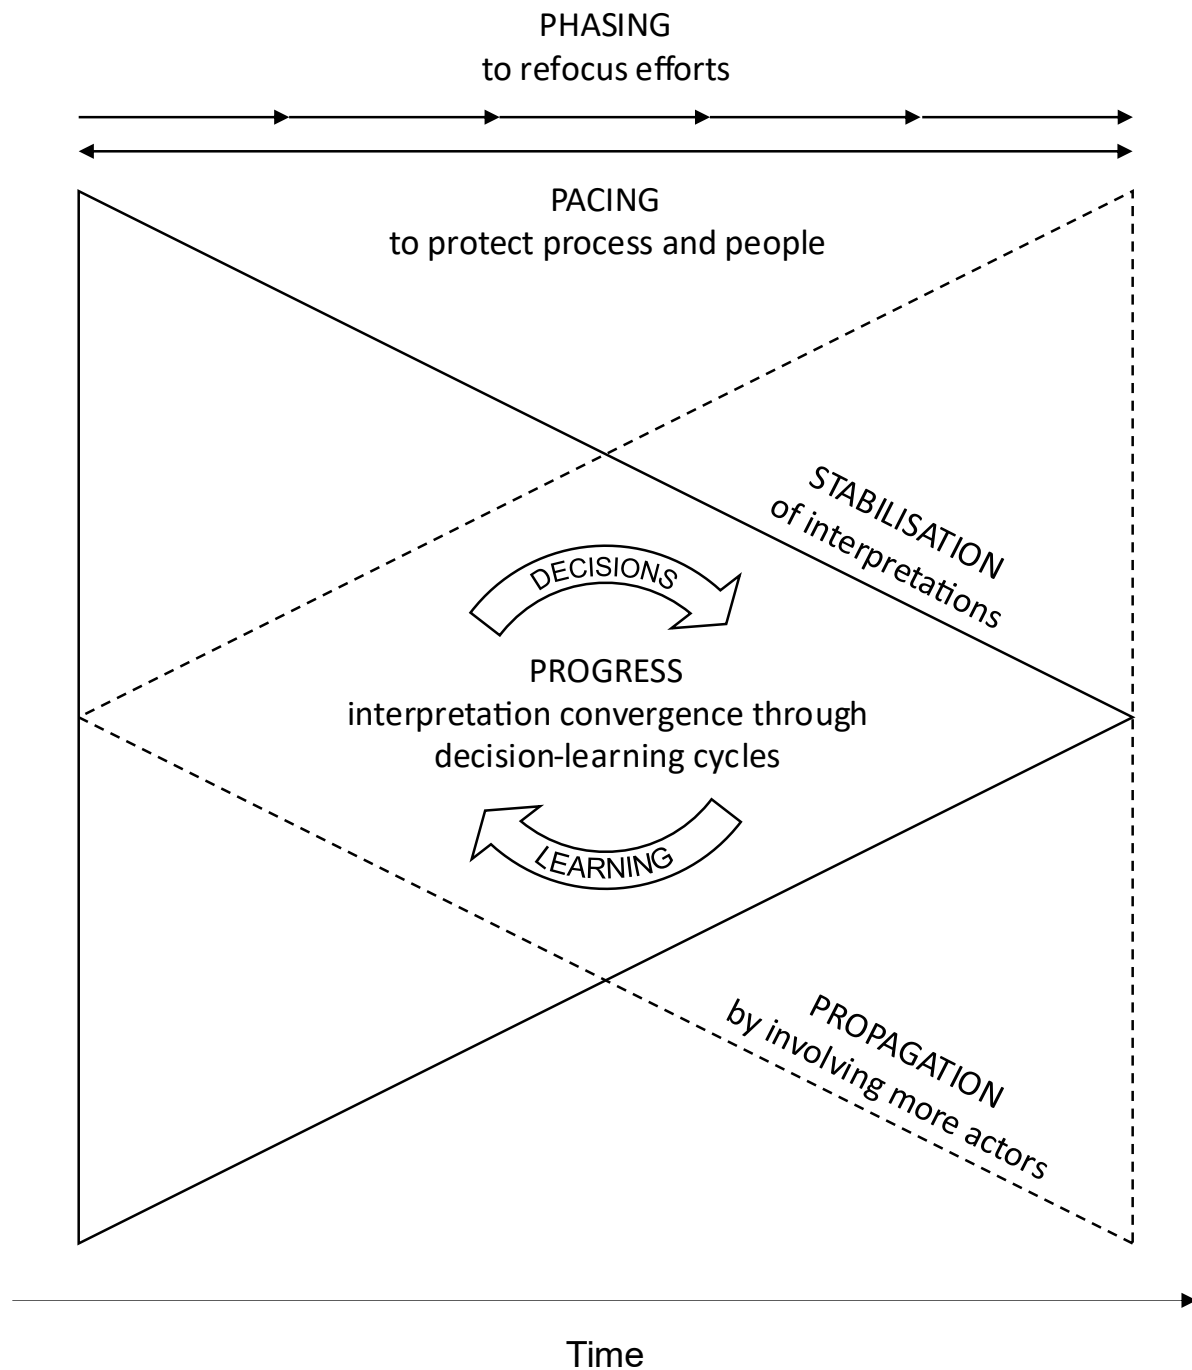 PHASING
to refocus efforts
PACING
to protect process and people
STABILISATION
of interpretations
DECISIONS
PROGRESS
interpretation convergence through
decision-learning cycles
LEARNING
PROPAGATION
by involving more actors
Time